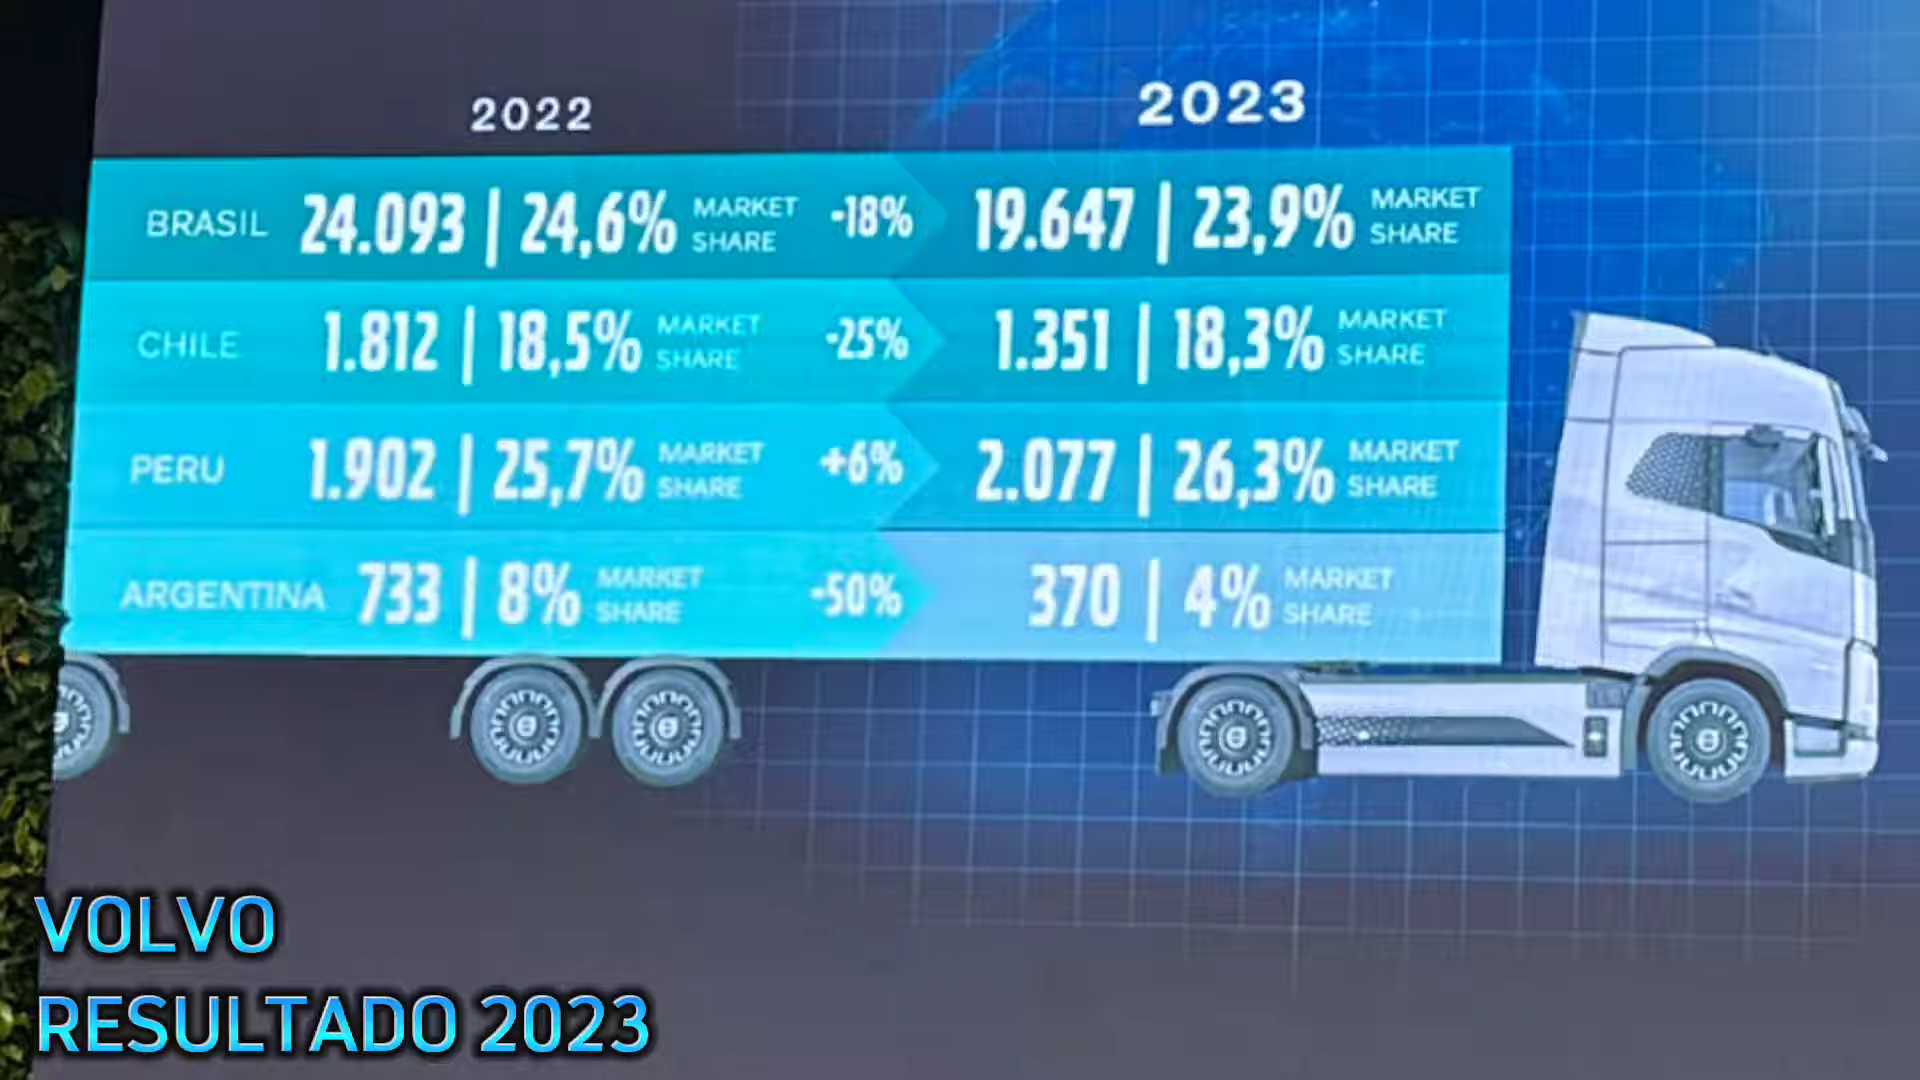 2022 2023
BRASIL 24.093 | 24,6% MARKET SHARE -18% 19.647 | 23,9% MARKET SHARE
CHILE 1.812 | 18,5% MARKET SHARE -25% 1.351 | 18,3% MARKET SHARE
PERU 1.902 | 25,7% MARKET SHARE +6% 2.077 | 26,3% MARKET SHARE
ARGENTINA 733 | 8% MARKET SHARE -50% 370 | 4% MARKET SHARE
VOLVO
RESULTADO 2023